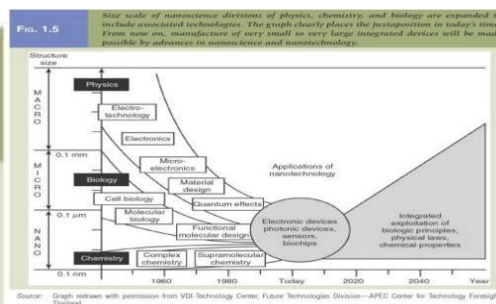 FIG. 1.5
Size scale of nanoscience divisions of physics, chemistry, and biology are expanded t
include associated technologies. The graph clearly places the juxtaposition in today's time
From now on, manufacture of very small to very large integrated devices will be mad
possible by advances in nanoscience and nanotechnology.
Structure
size
MACRO
MICRO
NANO
0.1 mm
0.1 µm
0.1 nm
Physics
Electro-
technology
Electronics
Micro-
electronics
Material
design
Quantum effects
Biology
Cell biology
Molecular
biology
Functional
molecular design
Chemistry
Complex
chemistry
Supramolecular
chemistry
Applications of
nanotechnology
Electronic devices
photonic devices,
sensors,
biochips
Integrated
exploitation of
biologic principles,
physical laws,
chemical properties
1960
1980
Today
2020
2040
Year
Source: Graph redrawn with permission from VDI-Technology Center, Future Technologies Division—APEC Center for Technology Foresig
Thailand